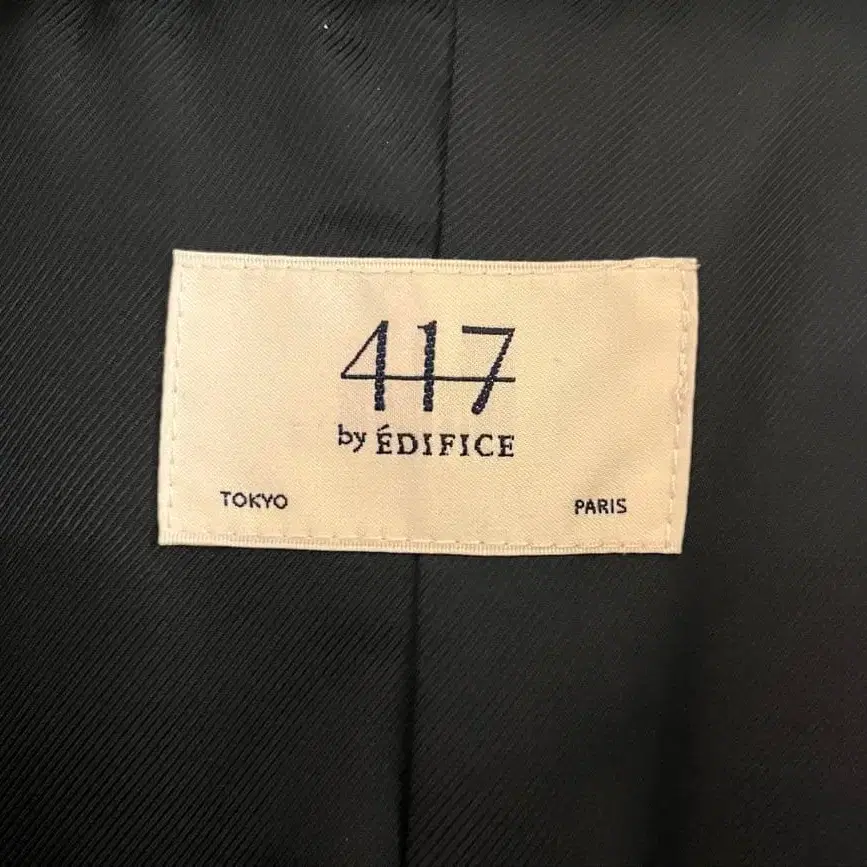 417
by ÉDIFICE
TOKYO PARIS